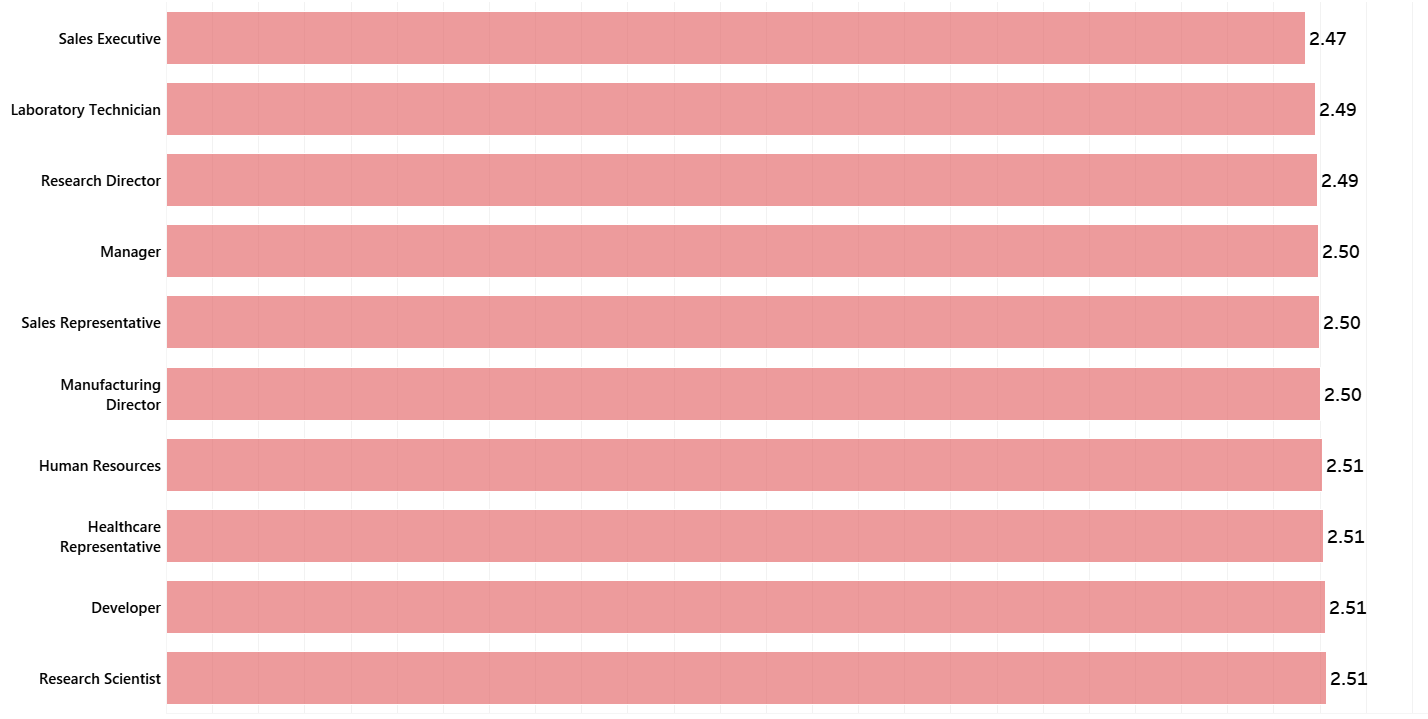 Sales Executive 2.47
Laboratory Technician 2.49
Research Director 2.49
Manager 2.50
Sales Representative 2.50
Manufacturing
Director 2.50
Human Resources 2.51
Healthcare
Representative 2.51
Developer 2.51
Research Scientist 2.51